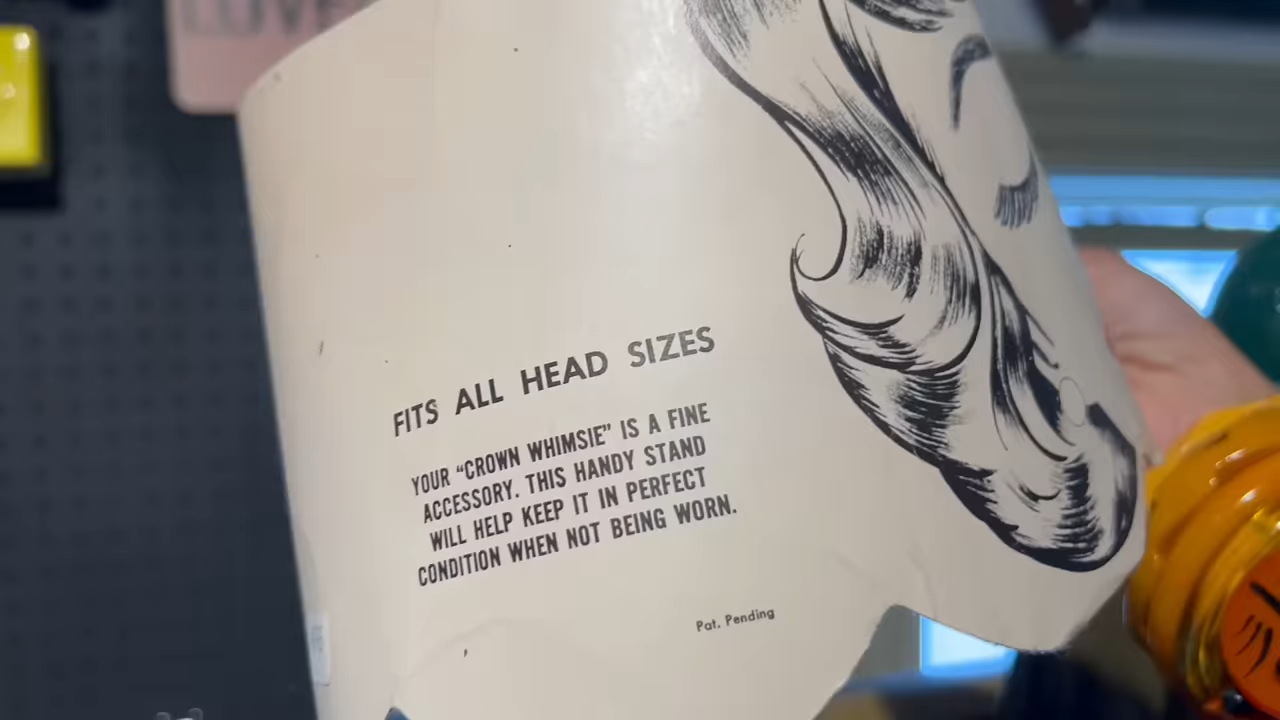 LOVE
FITS ALL HEAD SIZES
YOUR “CROWN WHIMSIE” IS A FINE
ACCESSORY. THIS HANDY STAND
WILL HELP KEEP IT IN PERFECT
CONDITION WHEN NOT BEING WORN.
Pat. Pending